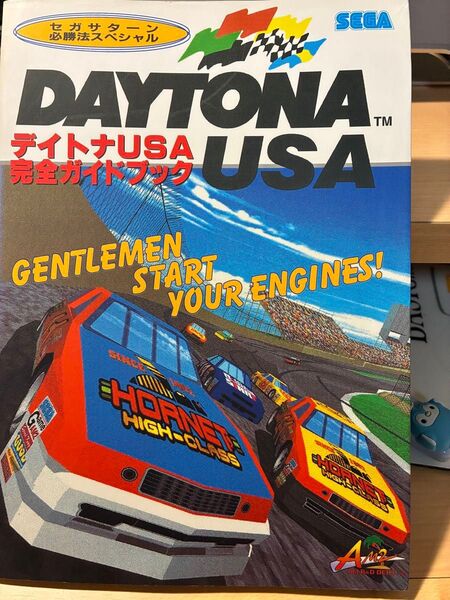 セガサターン
必勝法スペシャル
SEGA
DAYTONA
USA
TM
デイトナUSA
完全ガイドブック
GENTLEMEN
START
YOUR ENGINES!
HORNET
HIGH-CLASS
HORNET
HIGH-CLASS
AM2